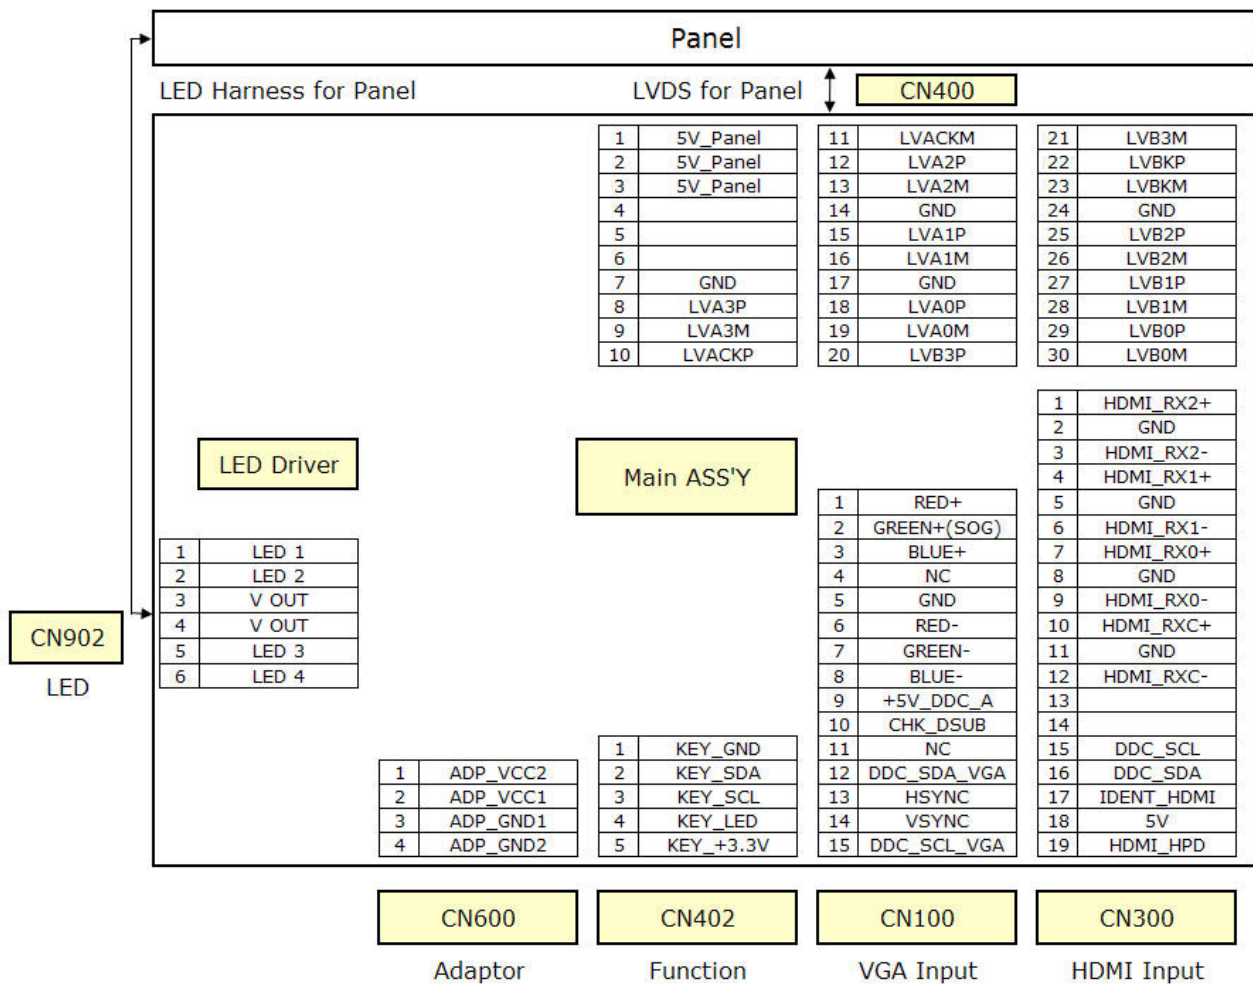 Panel
LED Harness for Panel
LVDS for Panel
CN400
1 5V_Panel
2 5V_Panel
3 5V_Panel
4
5
6
7 GND
8 LVA3P
9 LVA3M
10 LVACKP
11 LVACKM
12 LVA2P
13 LVA2M
14 GND
15 LVA1P
16 LVA1M
17 GND
18 LVA0P
19 LVA0M
20 LVB3P
21 LVB3M
22 LVBKP
23 LVBKM
24 GND
25 LVB2P
26 LVB2M
27 LVB1P
28 LVB1M
29 LVB0P
30 LVB0M
LED Driver
Main ASS'Y
CN902
LED
1 LED 1
2 LED 2
3 V OUT
4 V OUT
5 LED 3
6 LED 4
1 ADP_VCC2
2 ADP_VCC1
3 ADP_GND1
4 ADP_GND2
1 KEY_GND
2 KEY_SDA
3 KEY_SCL
4 KEY_LED
5 KEY_+3.3V
1 RED+
2 GREEN+(SOG)
3 BLUE+
4 NC
5 GND
6 RED-
7 GREEN-
8 BLUE-
9 +5V_DDC_A
10 CHK_DSUB
11 NC
12 DDC_SDA_VGA
13 HSYNC
14 VSYNC
15 DDC_SCL_VGA
1 HDMI_RX2+
2 GND
3 HDMI_RX2-
4 HDMI_RX1+
5 GND
6 HDMI_RX1-
7 HDMI_RX0+
8 GND
9 HDMI_RX0-
10 HDMI_RXC+
11 GND
12 HDMI_RXC-
13
14
15 DDC_SCL
16 DDC_SDA
17 IDENT_HDMI
18 5V
19 HDMI_HPD
CN600
Adaptor
CN402
Function
CN100
VGA Input
CN300
HDMI Input